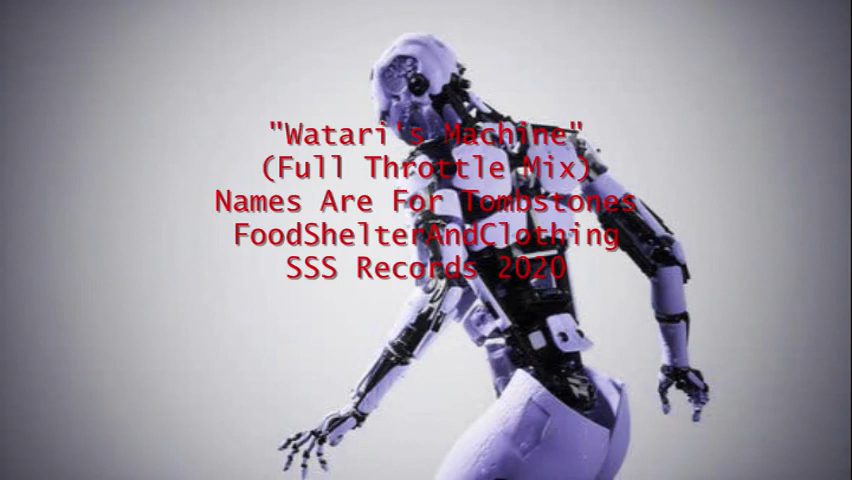 "Watari's Machine"
(Full Throttle Mix)
Names Are For Tombstones
FoodShelterAndClothing
SSS Records 2020